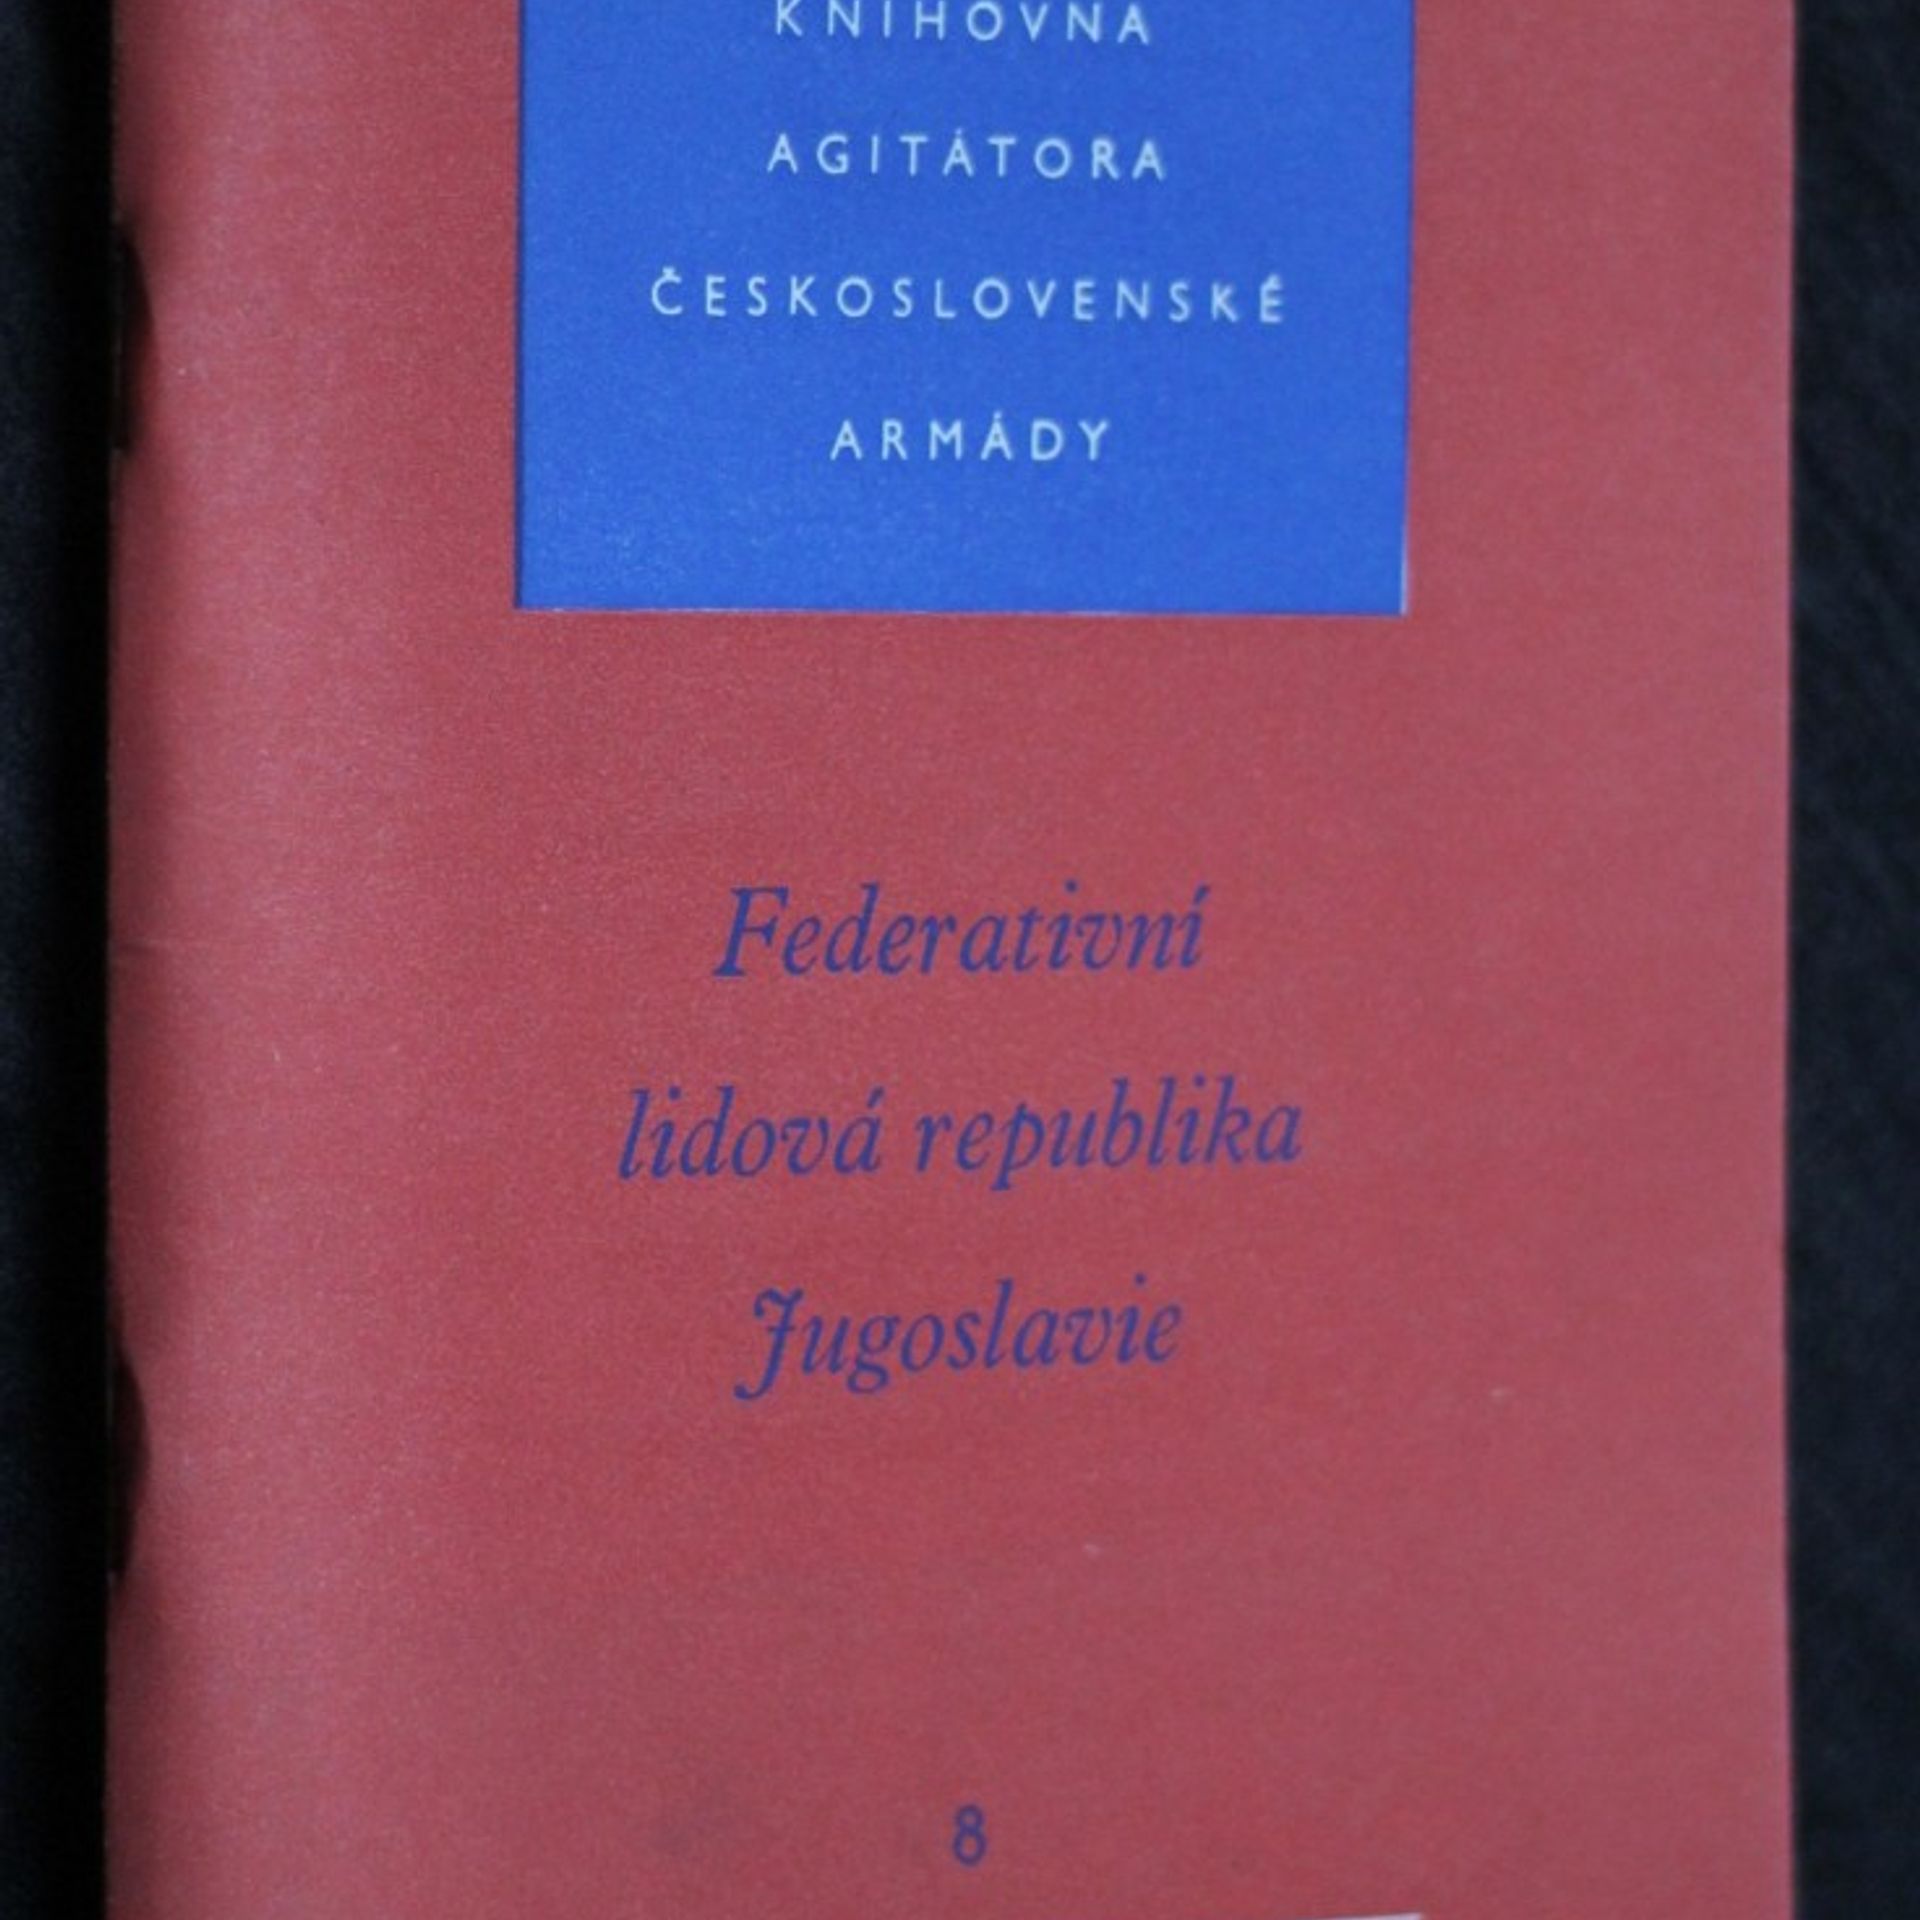 KNIHOVNA
AGITÁTORA
ČESKOSLOVENSKÉ
ARMÁDY
Federativní
lidová republika
Jugoslavie
8